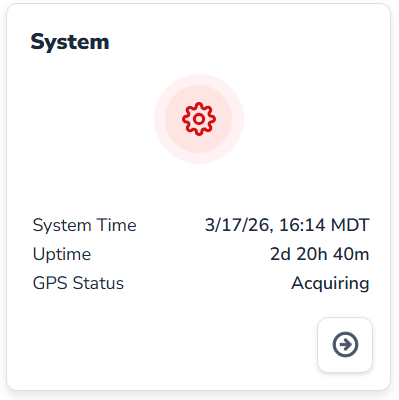 System
System Time 3/17/26, 16:14 MDT
Uptime 2d 20h 40m
GPS Status Acquiring